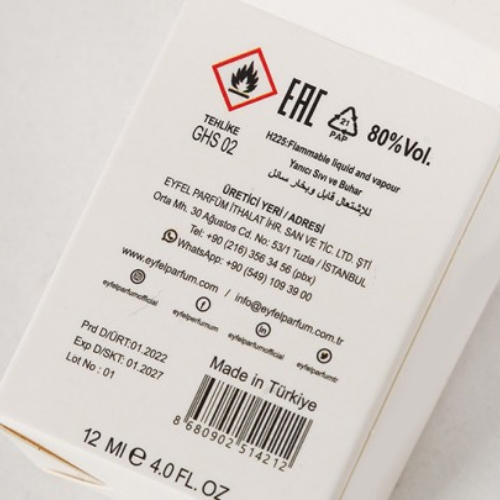 EAC
21
PAP
80%Vol.
TEHLİKE
GHS 02
H225:Flammable liquid and vapour
Yanıcı Sıvı ve Buhar
للإشتعال قابل وبخار سائل
ÜRETİCİ YERİ / ADRESİ
EYFEL PARFÜM İTHALAT İHR. SAN VE TİC. LTD. ŞTİ
Orta Mh. 30 Ağustos Cd. No: 53/1 Tuzla / İSTANBUL
Tel: +90 (216) 356 34 56 (pbx)
WhatsApp: +90 (549) 109 39 00
www.eyfelparfum.com / info@eyfelparfum.com.tr
eyfelparfumofficial
eyfelparfumum
eyfelparfumofficial
eyfelparfumtr
Prd D/ÜRT:01.2022
Exp D/SKT: 01.2027
Lot No : 01
Made in Türkiye
8 680902 514212
12 Ml e 4.0 FL. OZ